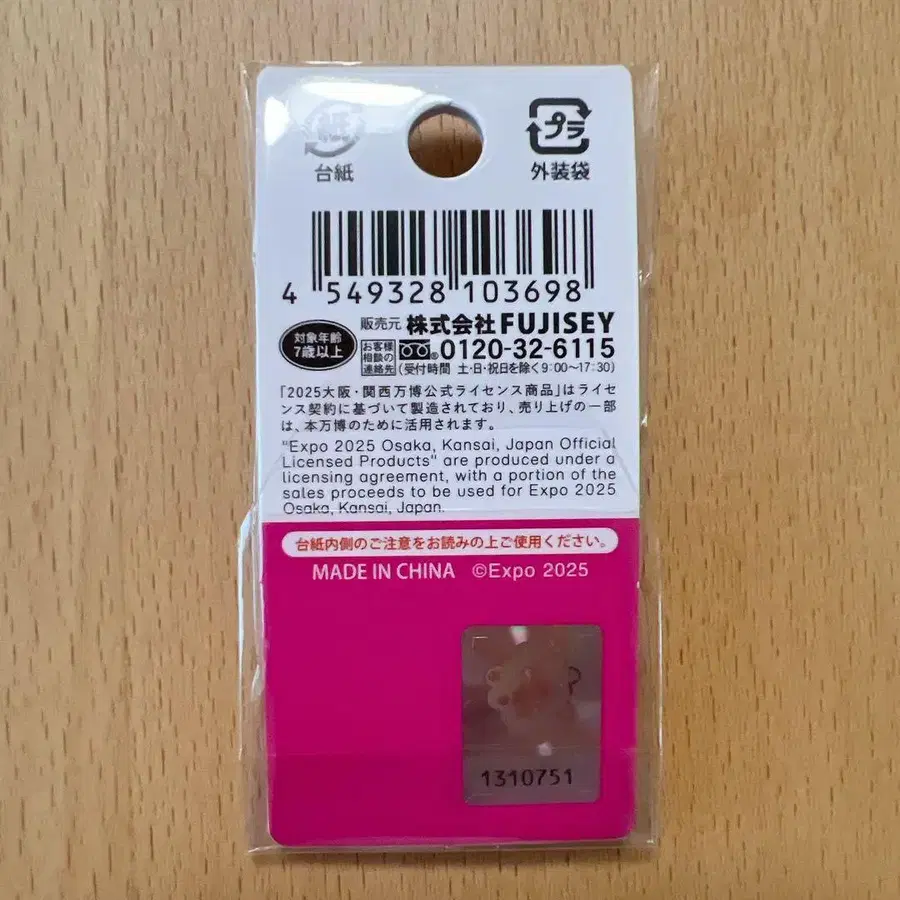 台紙
プラ
外装袋
4 549328 103698
対象年齢
7歳以上
販売元 株式会社 FUJISEY
お客様
相談の
連絡先
® 0120-32-6115
(受付時間 土・日・祝日を除く9:00~17:30)
「2025大阪・関西万博公式ライセンス商品」はライセ
ンス契約に基づいて製造されており、売り上げの一部
は、本万博のために活用されます。
"Expo 2025 Osaka, Kansai, Japan Official
Licensed Products" are produced under a
licensing agreement, with a portion of the
sales proceeds to be used for Expo 2025
Osaka, Kansai, Japan.
台紙内側のご注意をお読みの上ご使用ください。
MADE IN CHINA ©Expo 2025
1310751